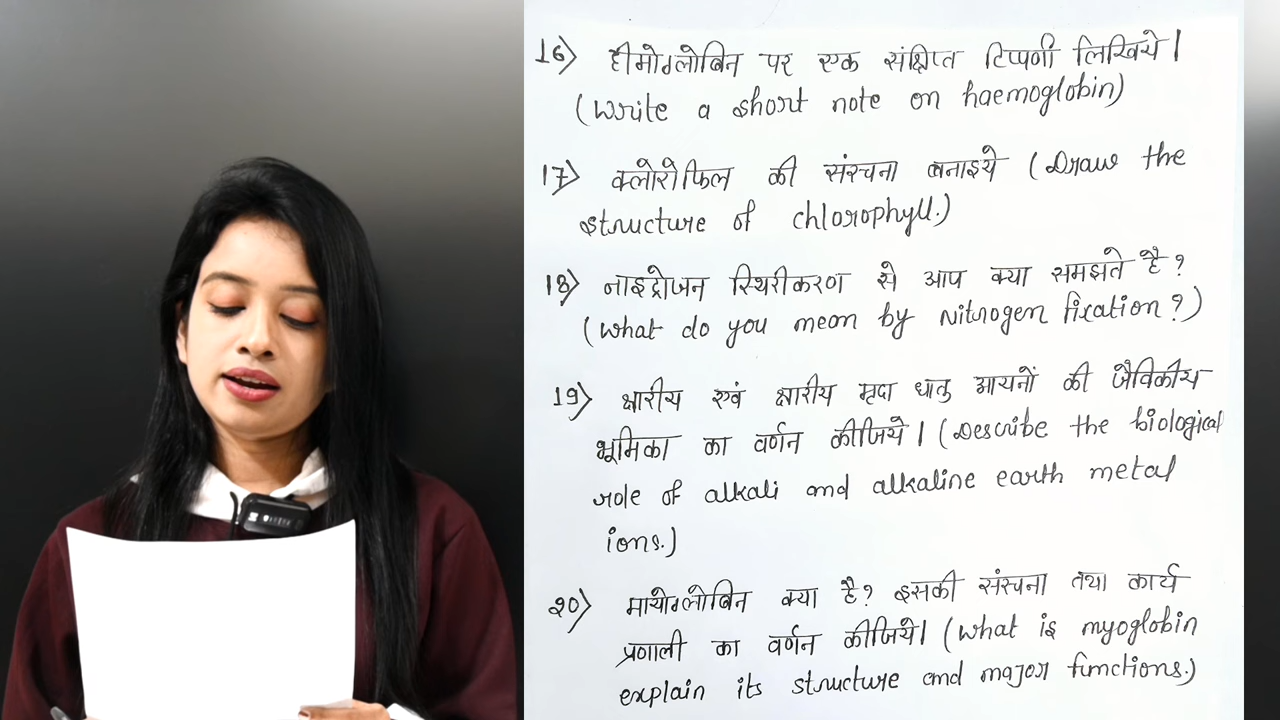 16) हीमोग्लोबिन पर एक संक्षिप्त टिप्पणी लिखिये।
(Write a short note on haemoglobin)
17) क्लोरोफिल की संरचना बनाइये (Draw the
structure of chlorophyll.)
18) नाइट्रोजन स्थिरीकरण से आप क्या समझते है?
(What do you mean by Nitrogen fixation?)
19) क्षारीय एवं क्षारीय मृदा धातु आयनों की जैविकीय
भूमिका का वर्णन कीजिये। (Describe the biological
role of alkali and alkaline earth metal
ions.)
20) मायोग्लोबिन क्या है? इसकी संरचना तथा कार्य
प्रणाली का वर्णन कीजिये। (What is myoglobin
explain its structure and major functions.)